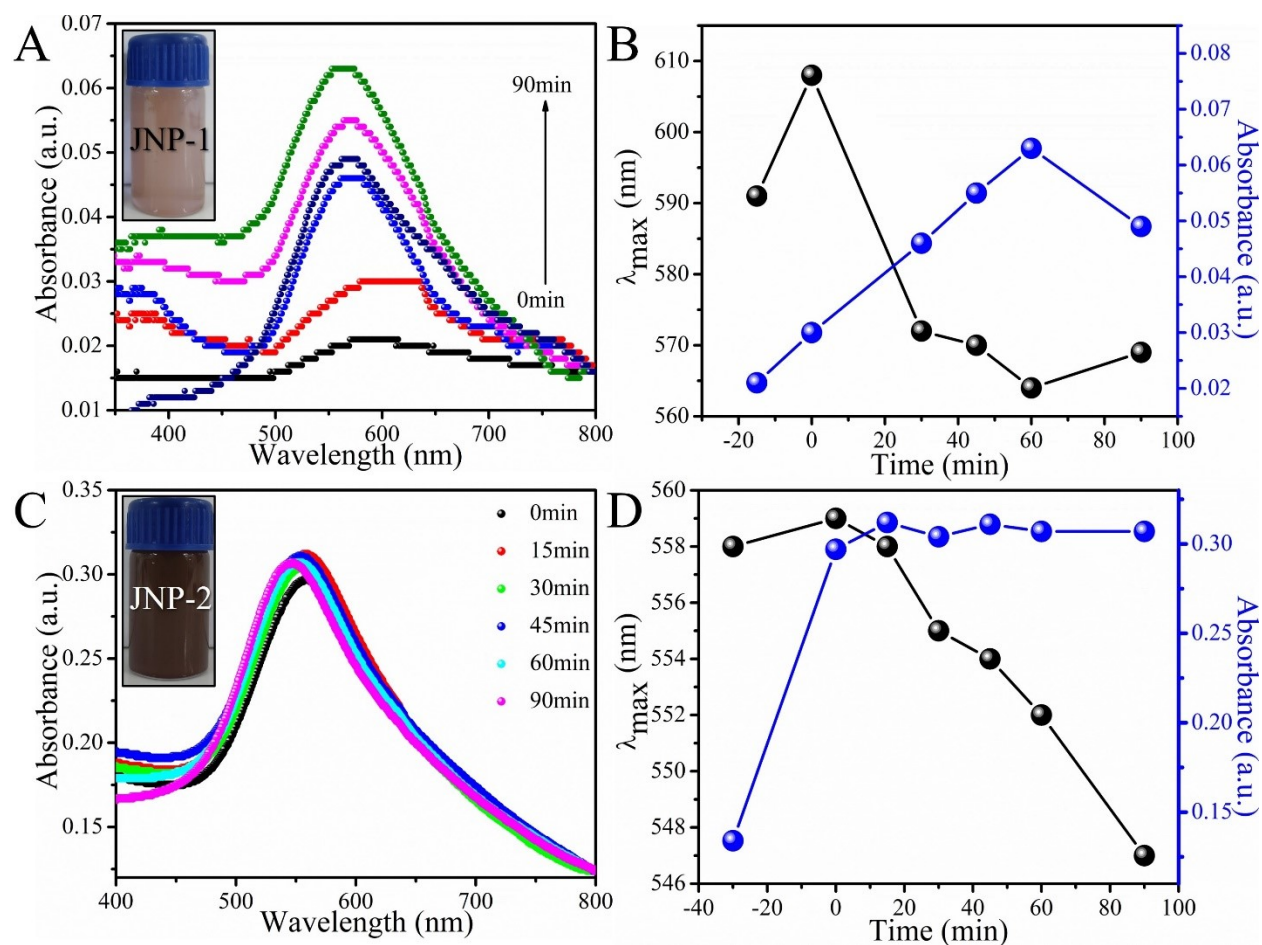 A
JNP-1
90min
0min
0.07
0.06
0.05
0.04
0.03
0.02
0.01
Absorbance (a.u.)
400 500 600 700 800
Wavelength (nm)
B
610
600
590
580
570
560
λmax (nm)
0.08
0.07
0.06
0.05
0.04
0.03
0.02
Absorbance (a.u.)
-20 0 20 40 60 80 100
Time (min)
C
JNP-2
0min
15min
30min
45min
60min
90min
0.35
0.30
0.25
0.20
0.15
Absorbance (a.u.)
400 500 600 700 800
Wavelength (nm)
D
560
558
556
554
552
550
548
546
λmax (nm)
0.30
0.25
0.20
0.15
Absorbance (a.u.)
-40 -20 0 20 40 60 80 100
Time (min)